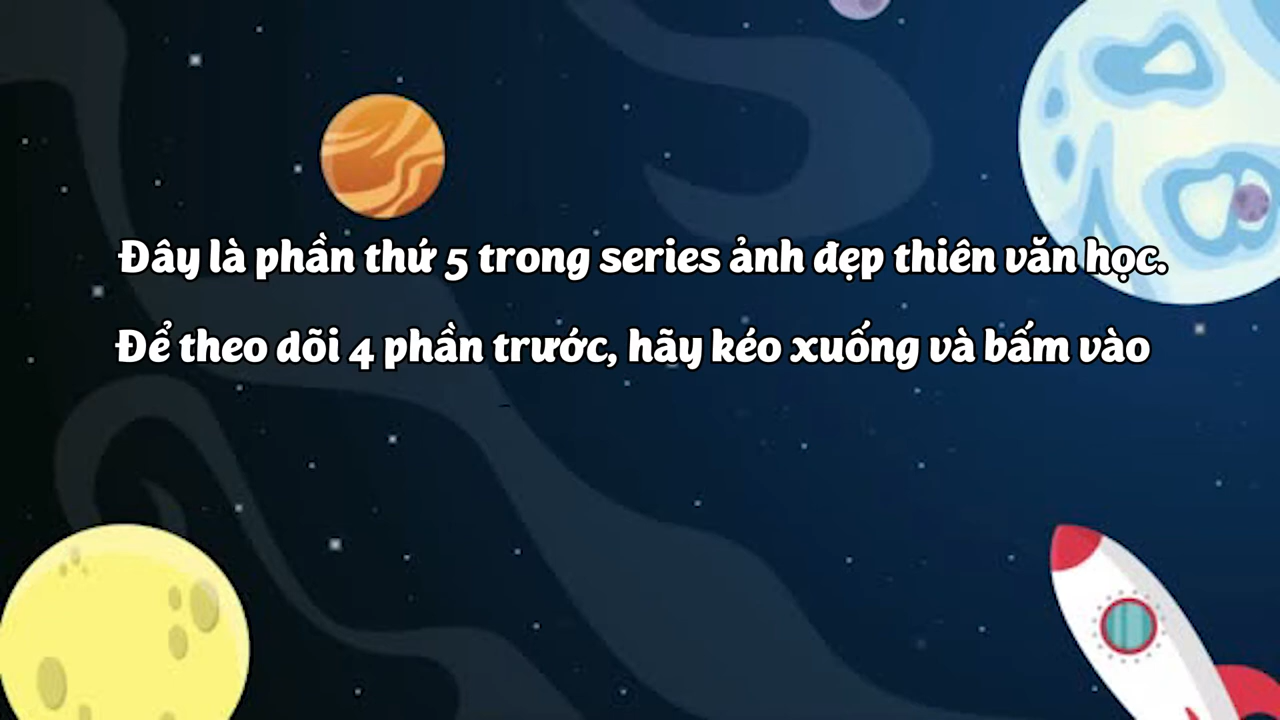 Đây là phần thứ 5 trong series ảnh đẹp thiên văn học.
Để theo dõi 4 phần trước, hãy kéo xuống và bấm vào